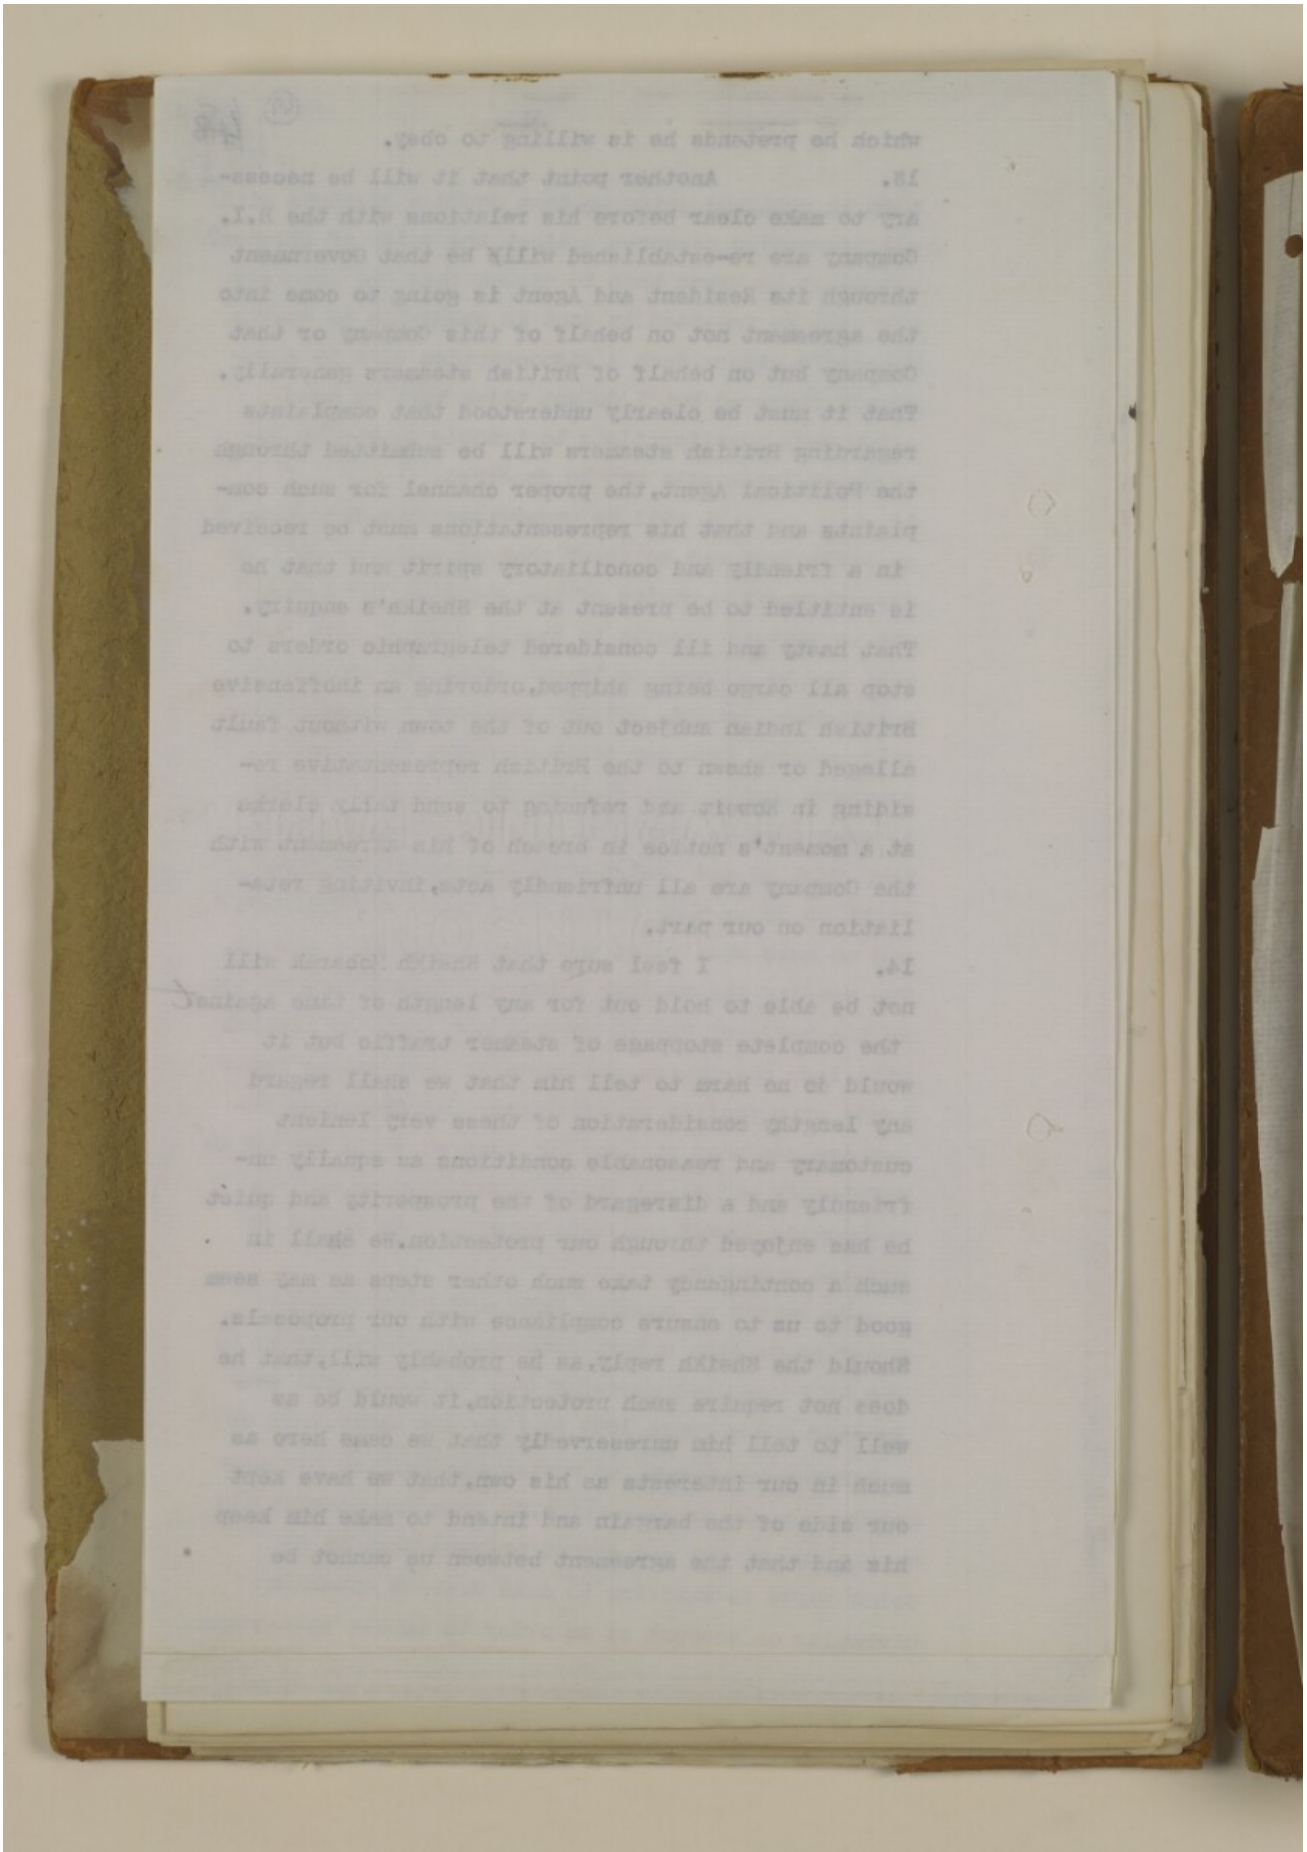 48
which he pretends he is willing to obey.
13. Another point that it will be necess-
ary to make clear before his relations with the B.I.
Company are re-established will be that Government
through its Resident and Agent is going to come into
the agreement not on behalf of this Company or that
Company but on behalf of British steamers generally.
That it must be clearly understood that complaints
regarding British steamers will be submitted through
the Political Agent,the proper channel for such com-
plaints and that his representations must be received
in a friendly and conciliatory spirit and that he
is entitled to be present at the Sheikh's enquiry.
That hasty and ill considered telegraphic orders to
stop all cargo being shipped,ordering an inoffensive
British Indian subject out of the town without fault
alleged or shewn to the British representative re-
siding in Koweit and refusing to send tally clerks
at a moment's notice in breach of his agreement with
the Company are all unfriendly acts,inviting reta-
liation on our part.
14. I feel sure that Sheikh Mobarak will
not be able to hold out for any length of time against
the complete stoppage of steamer traffic but it
would do no harm to tell him that we shall regard
any lengthy consideration of these very lenient
customary and reasonable conditions as equally un-
friendly and a disregard of the prosperity and quiet
he has enjoyed through our protection.We shall in
such a contingency take such other steps as may seem
good to us to ensure compliance with our proposals.
Should the Sheikh reply,as he probably will,that he
does not require such protection,it would be as
well to tell him unreservedly that we came here as
much in our interests as his own,that we have kept
our side of the bargain and intend to make him keep
his and that the agreement between us cannot be